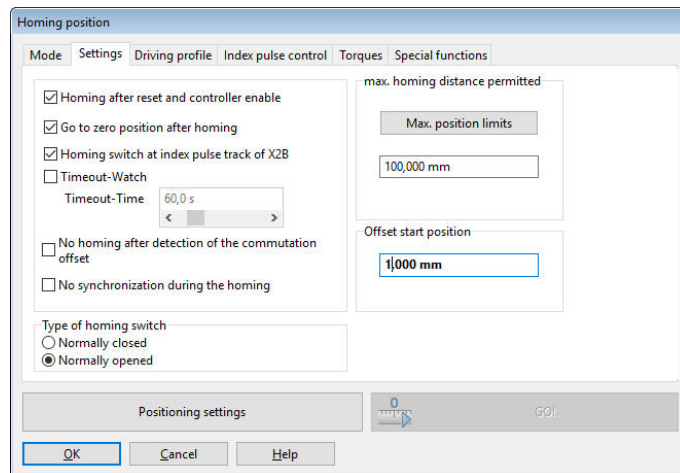 Homing position
Mode Settings Driving profile Index pulse control Torques Special functions
Homing after reset and controller enable
Go to zero position after homing
Homing switch at index pulse track of X2B
Timeout-Watch
Timeout-Time 60,0 s
No homing after detection of the commutation
offset
No synchronization during the homing
Type of homing switch
Normally closed
Normally opened
max. homing distance permitted
Max. position limits
100,000 mm
Offset start position
1,000 mm
Positioning settings
0
GO!
OK Cancel Help